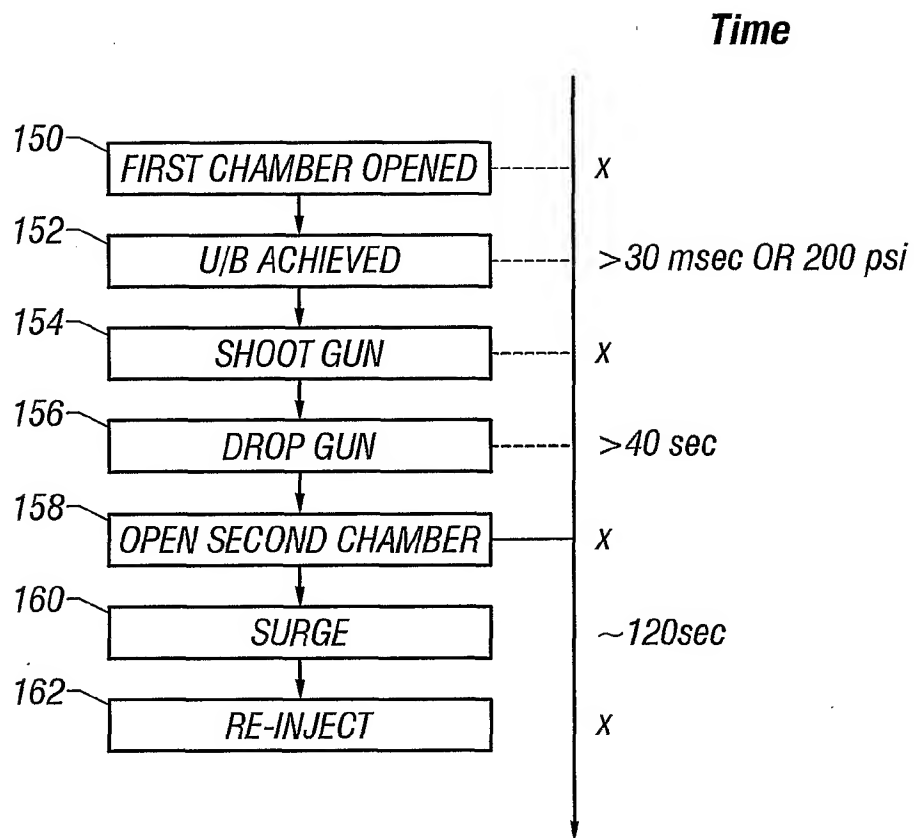 Time
150
FIRST CHAMBER OPENED
x
152
U/B ACHIEVED
>30 msec OR 200 psi
154
SHOOT GUN
x
156
DROP GUN
>40 sec
158
OPEN SECOND CHAMBER
x
160
SURGE
~120sec
162
RE-INJECT
x